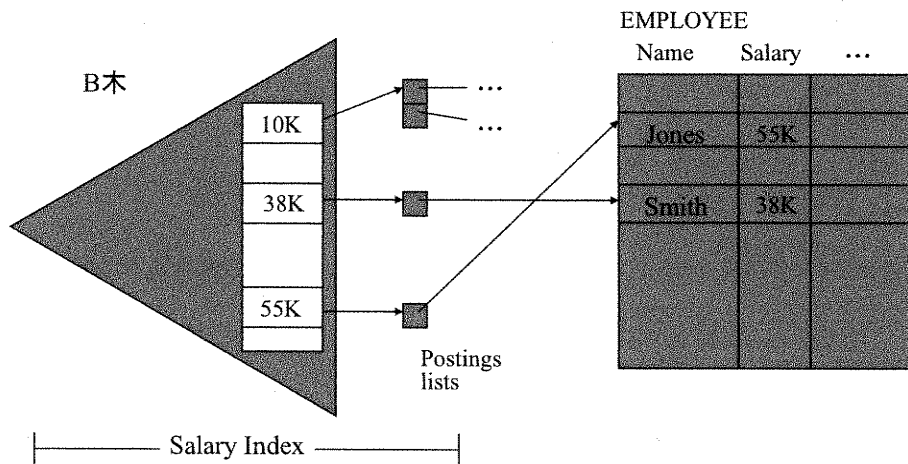 EMPLOYEE
Name Salary ...
B木
10K
...
...
Jones 55K
38K
Smith 38K
55K
Postings
lists
Salary Index